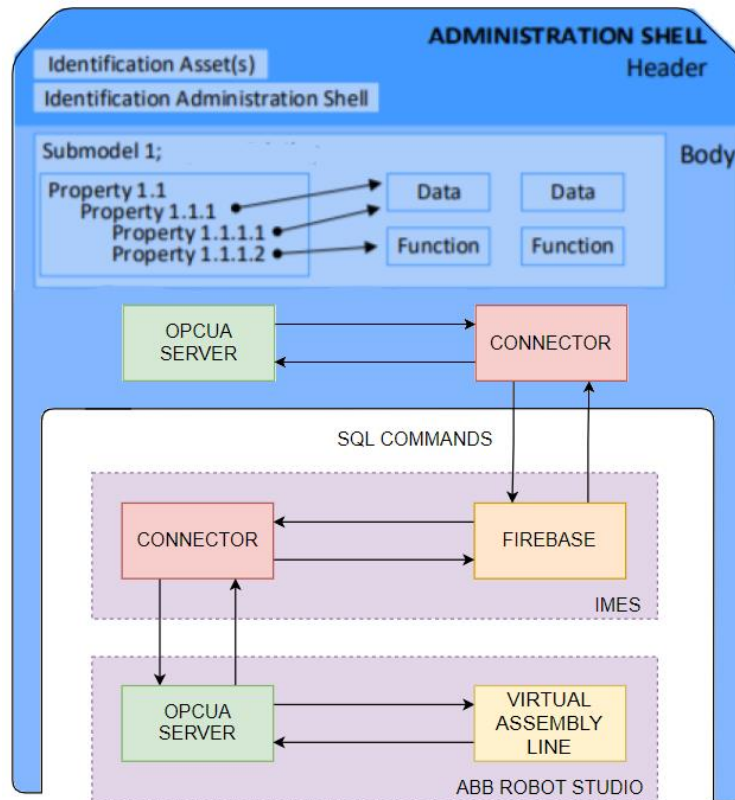 ADMINISTRATION SHELL
Header
Identification Asset(s)
Identification Administration Shell
Body
Submodel 1;
Property 1.1
Property 1.1.1
Property 1.1.1.1
Property 1.1.1.2
Data
Data
Function
Function
OPCUA
SERVER
CONNECTOR
SQL COMMANDS
CONNECTOR
FIREBASE
IMES
OPCUA
SERVER
VIRTUAL
ASSEMBLY
LINE
ABB ROBOT STUDIO